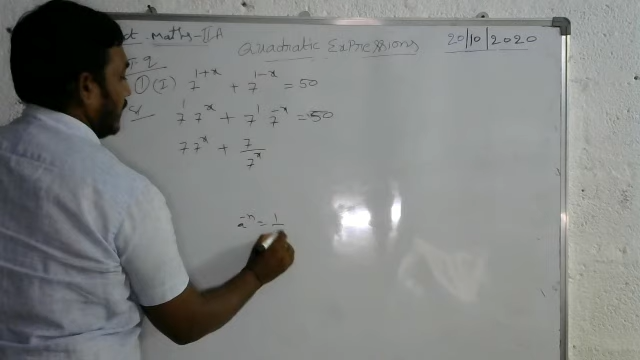 Maths-IIA
Quadratic Expressions
20/10/2020
I q
① (I) 7^{1+x} + 7^{1-x} = 50
7^1 7^x + 7^1 7^{-x} = 50
7 7^x + 7/7^x
a^{-n} = 1/